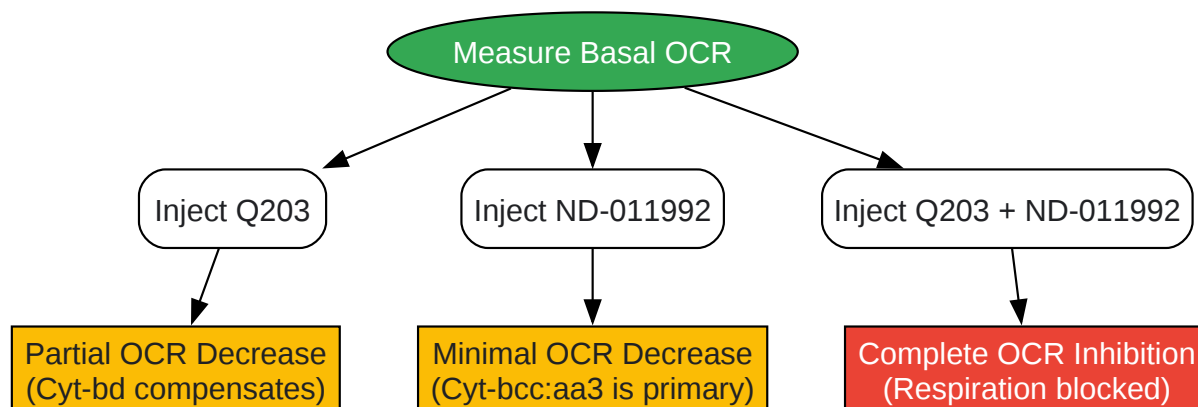 Measure Basal OCR
Inject Q203
Inject ND-011992
Inject Q203 + ND-011992
Partial OCR Decrease
(Cyt-bd compensates)
Minimal OCR Decrease
(Cyt-bcc:aa3 is primary)
Complete OCR Inhibition
(Respiration blocked)